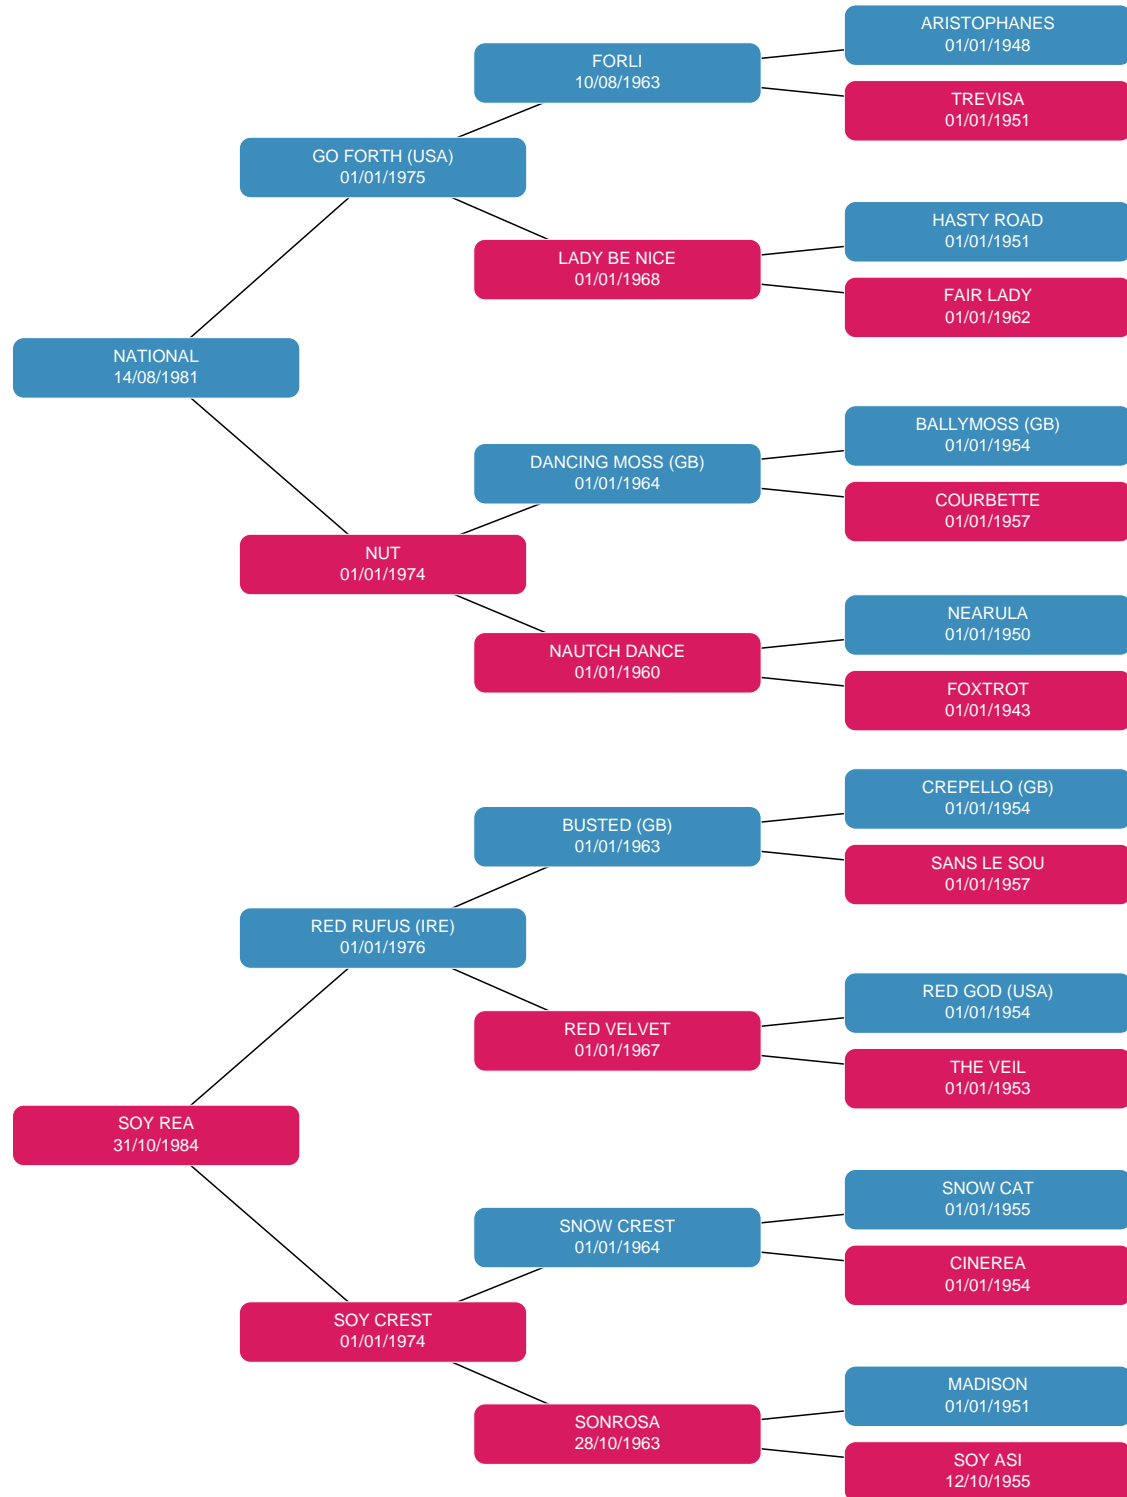 ARISTOPHANES
01/01/1948
FORLI
10/08/1963
TREVISA
01/01/1951
GO FORTH (USA)
01/01/1975
HASTY ROAD
01/01/1951
LADY BE NICE
01/01/1968
FAIR LADY
01/01/1962
NATIONAL
14/08/1981
BALLYMOSS (GB)
01/01/1954
DANCING MOSS (GB)
01/01/1964
COURBETTE
01/01/1957
NUT
01/01/1974
NEARULA
01/01/1950
NAUTCH DANCE
01/01/1960
FOXTROT
01/01/1943
CREPELLO (GB)
01/01/1954
BUSTED (GB)
01/01/1963
SANS LE SOU
01/01/1957
RED RUFUS (IRE)
01/01/1976
RED GOD (USA)
01/01/1954
RED VELVET
01/01/1967
THE VEIL
01/01/1953
SOY REA
31/10/1984
SNOW CAT
01/01/1955
SNOW CREST
01/01/1964
CINEREA
01/01/1954
SOY CREST
01/01/1974
MADISON
01/01/1951
SONROSA
28/10/1963
SOY ASI
12/10/1955